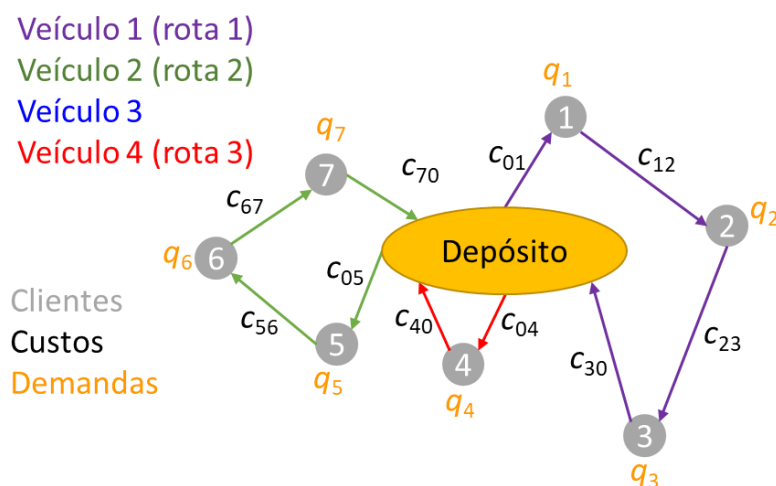 Veículo 1 (rota 1)
Veículo 2 (rota 2)
Veículo 3
Veículo 4 (rota 3)
q1
1
q7
7
c70
c01
c12
c67
2
q2
q6
6
Depósito
c05
Clientes
c56
c40
c04
c23
Custos
5
4
c30
Demandas
q5
q4
3
q3